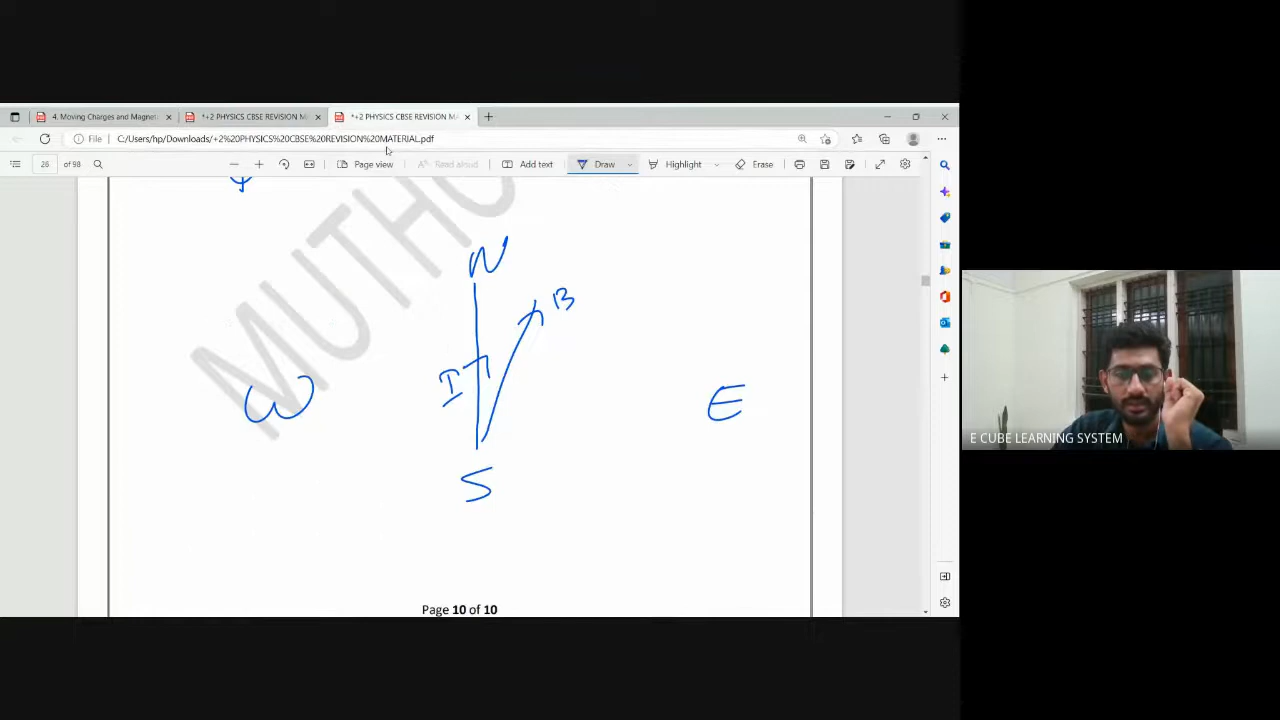 4. Moving Charges and Magnet
*+2 PHYSICS CBSE REVISION M
*+2 PHYSICS CBSE REVISION MA
File
C:/Users/hp/Downloads/+2%20PHYSICS%20CBSE%20REVISION%20MATERIAL.pdf
26 of 98
Page view
Read aloud
Add text
Draw
Highlight
Erase
MUTHO
N
B
I
W
E
S
Page 10 of 10
E CUBE LEARNING SYSTEM